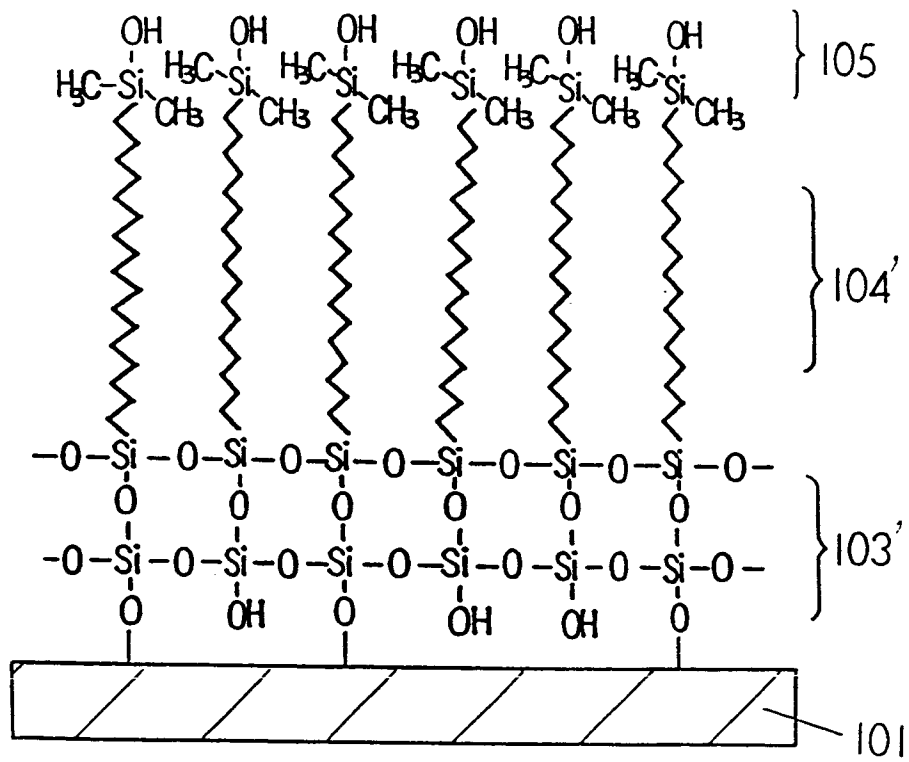 OH OH OH OH OH OH
105
H₃C-Si H₃C-Si H₃C-Si H₃C-Si H₃C-Si H₃C-Si
CH₃ CH₃ CH₃ CH₃ CH₃ CH₃
104'
-O-Si-O-Si-O-Si-O-Si-O-Si-O-Si-O-
O O O O O O
103'
-O-Si-O-Si-O-Si-O-Si-O-Si-O-Si-O-
O OH O OH OH O
101